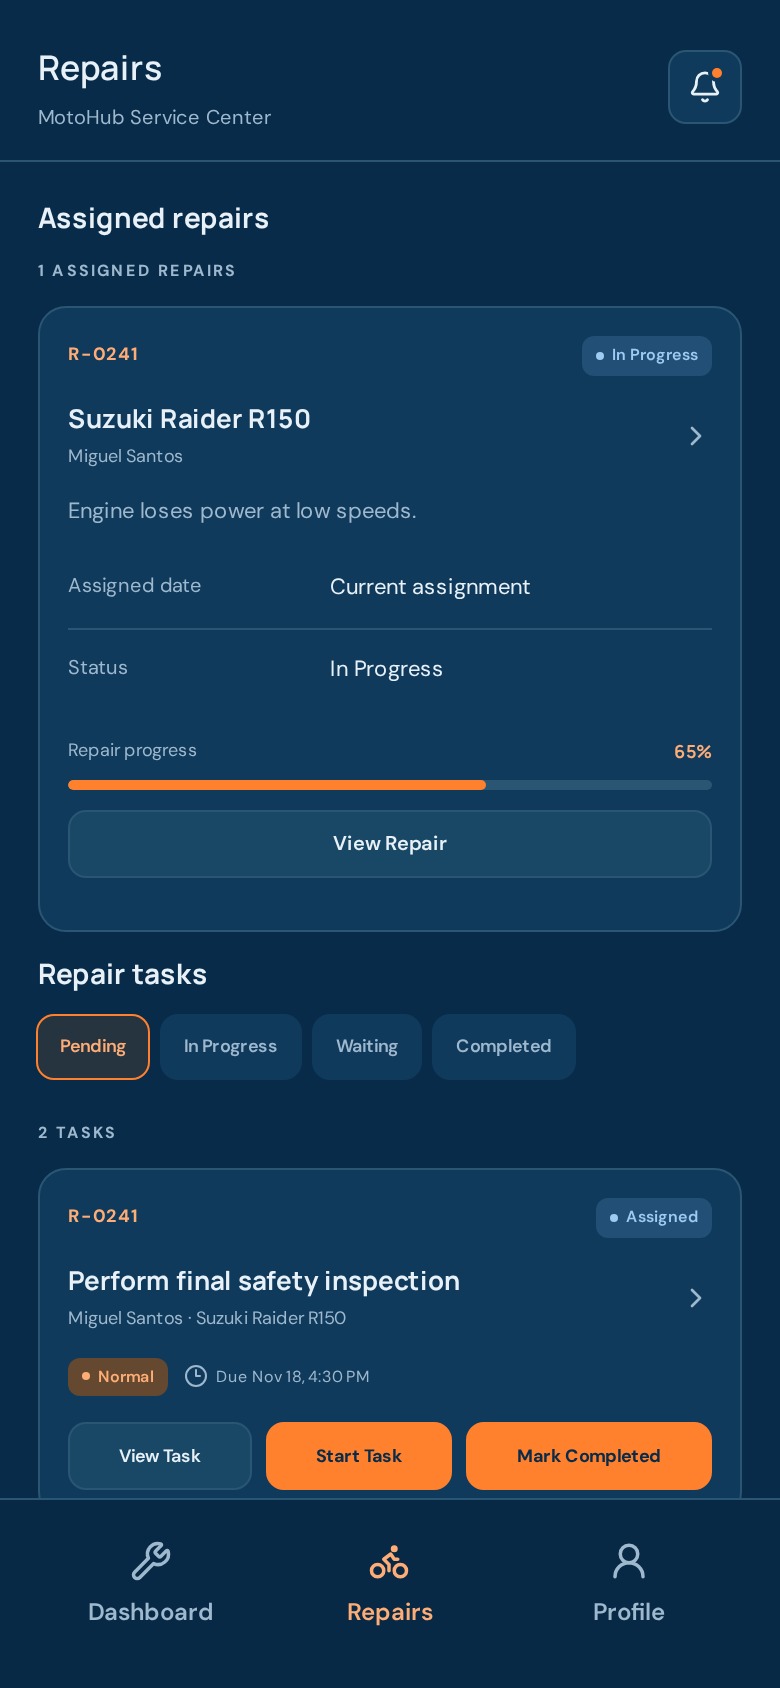 Repairs
MotoHub Service Center
Assigned repairs
1 ASSIGNED REPAIRS
R-0241
In Progress
Suzuki Raider R150
Miguel Santos
Engine loses power at low speeds.
Assigned date
Current assignment
Status
In Progress
Repair progress
65%
View Repair
Repair tasks
Pending
In Progress
Waiting
Completed
2 TASKS
R-0241
Assigned
Perform final safety inspection
Miguel Santos · Suzuki Raider R150
Normal
Due Nov 18, 4:30 PM
View Task
Start Task
Mark Completed
Dashboard
Repairs
Profile